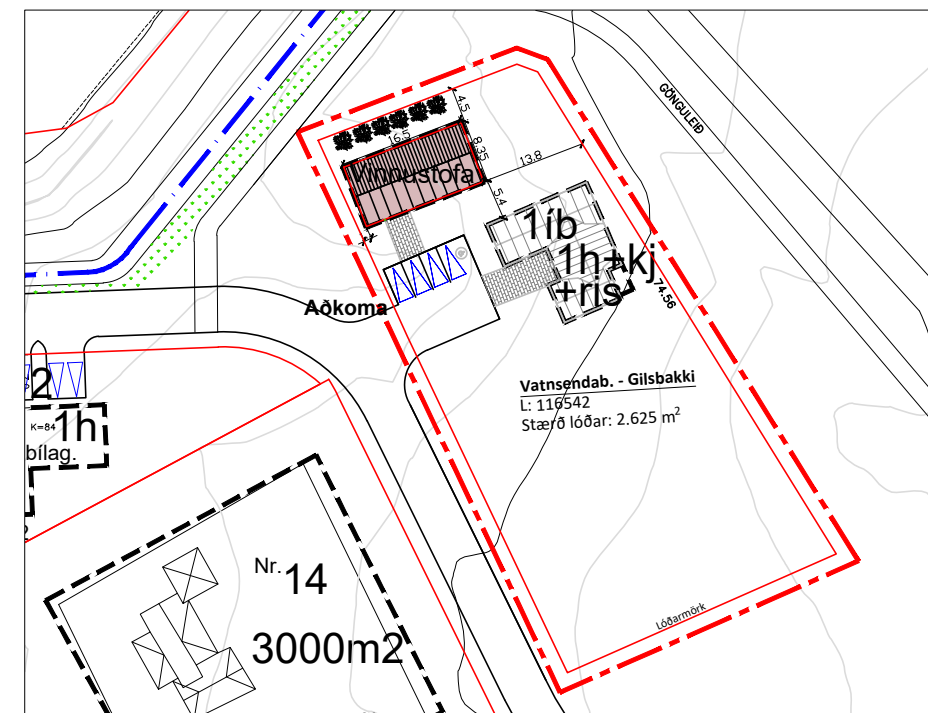 GÖNGULEIÐ
4.5
16.5
8.35
13.8
Vinnustofa
5.4
1íb
1h+kj
+ris
74.56
Aðkoma
Vatnsendab. - Gilsbakki
L: 116542
Stærð lóðar: 2.625 m²
2
K=84
1h
bílag.
Nr. 14
3000m2
Lóðarmörk